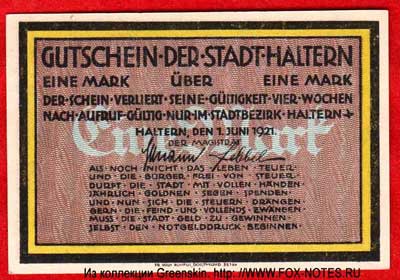 GUTSCHEIN·DER·STADT·HALTERN
EINE MARK ÜBER EINE MARK
DER·SCHEIN·VERLIERT·SEINE·GÜLTIGKEIT·VIER·WOCHEN
NACH·AUFRUF·GÜLTIG·NUR·IM·STADTBEZIRK·HALTERN
HALTERN, DEN 1. JUNI 1921.
DER MAGISTRAT
Eine Mark
ALS·NOCH·NICHT·DAS·LEBEN·TEUER·
UND·DIE·BÜRGER·FREI·VON·STEUER·
DURFT·DIE·STADT·MIT·VOLLEN·HÄNDEN
JÄHRLICH·GOLDNEN·SEGEN·SPENDEN·
UND·NUN·SICH·DIE·STEUERN·DRÄNGEN
GERN·DIE·FEIND·UNS·VOLLENDS·ZWÄNGEN
MUSS·DIE·STADT·GELD·ZU·GEWINNEN·
SELBST·DEN·NOTGELDDRUCK·BEGINNEN·
Из коллекции Greenskin. http: // WWW.FOX-NOTES.RU